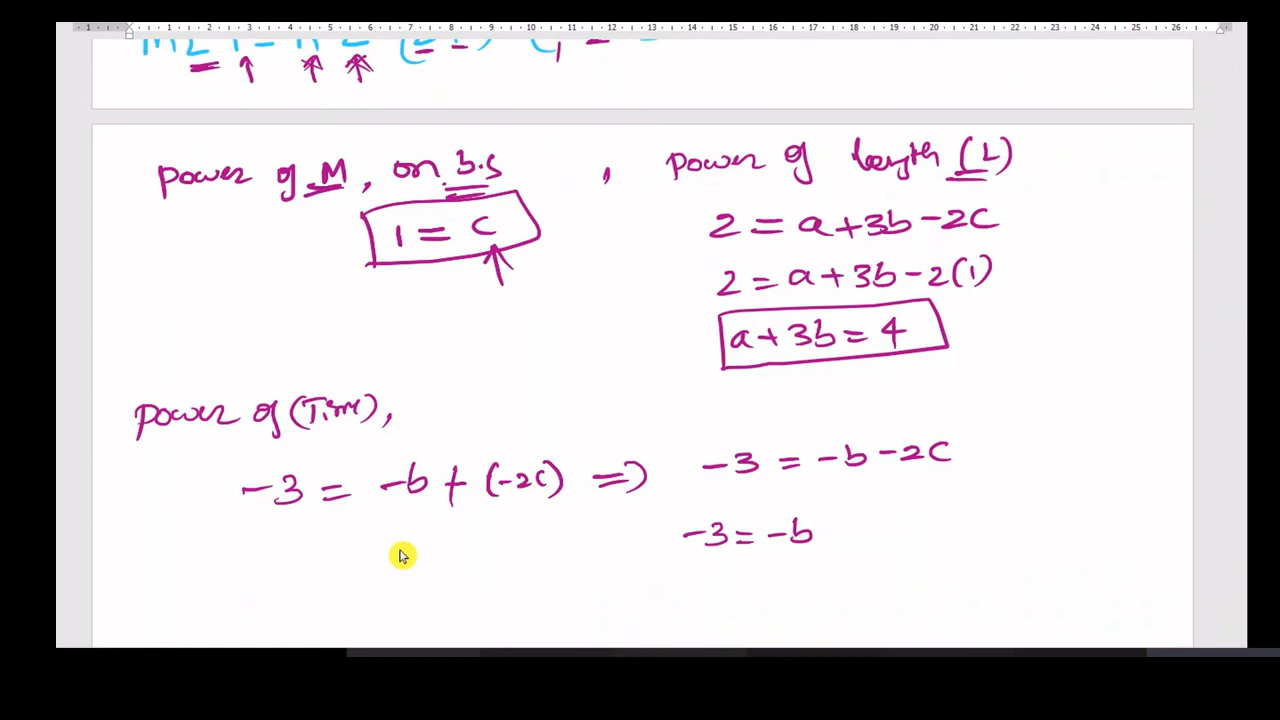 power of M, on b.s , power of length (L)
1 = c
2 = a+3b-2c
2 = a+3b-2(1)
a+3b = 4
power of (Time),
-3 = -b+(-2c) => -3 = -b-2c
-3 = -b